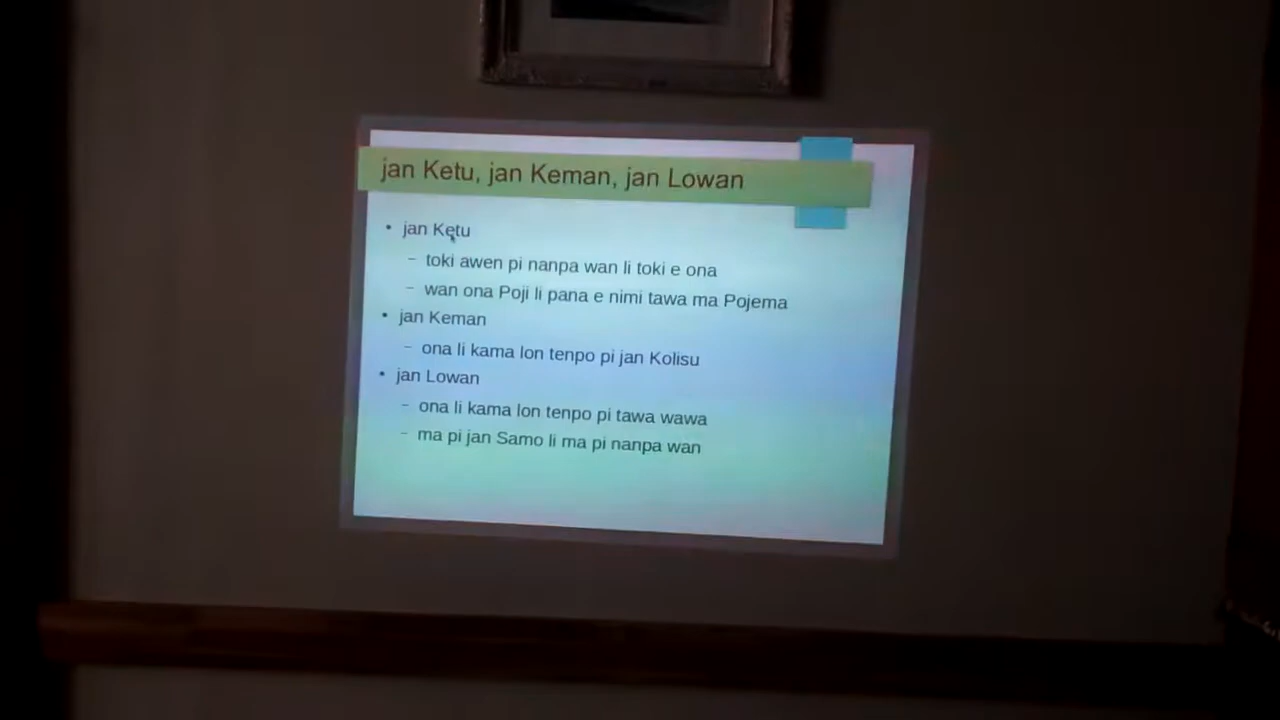 jan Ketu, jan Keman, jan Lowan
• jan Ketu
– toki awen pi nanpa wan li toki e ona
– wan ona Poji li pana e nimi tawa ma Pojema
• jan Keman
– ona li kama lon tenpo pi jan Kolisu
• jan Lowan
– ona li kama lon tenpo pi tawa wawa
– ma pi jan Samo li ma pi nanpa wan